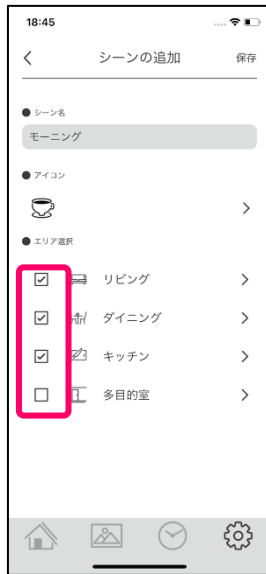 18:45
シーンの追加 保存
シーン名
モーニング
アイコン
エリア選択
リビング
ダイニング
キッチン
多目的室